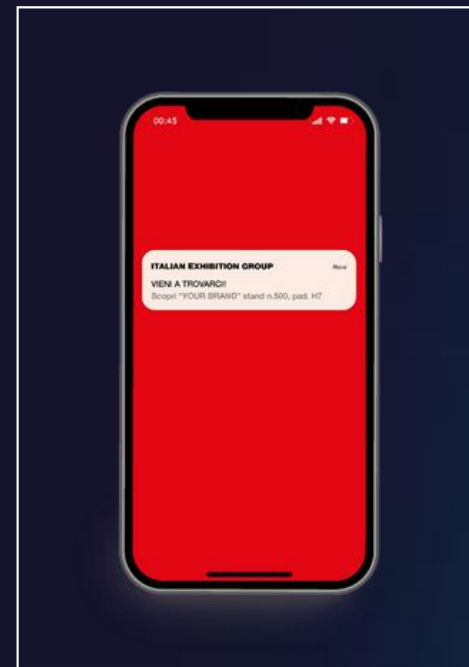 00:45
ITALIAN EXHIBITION GROUP Now
VIENI A TROVARCI!
Scopri "YOUR BRAND" stand n.500, pad. H7